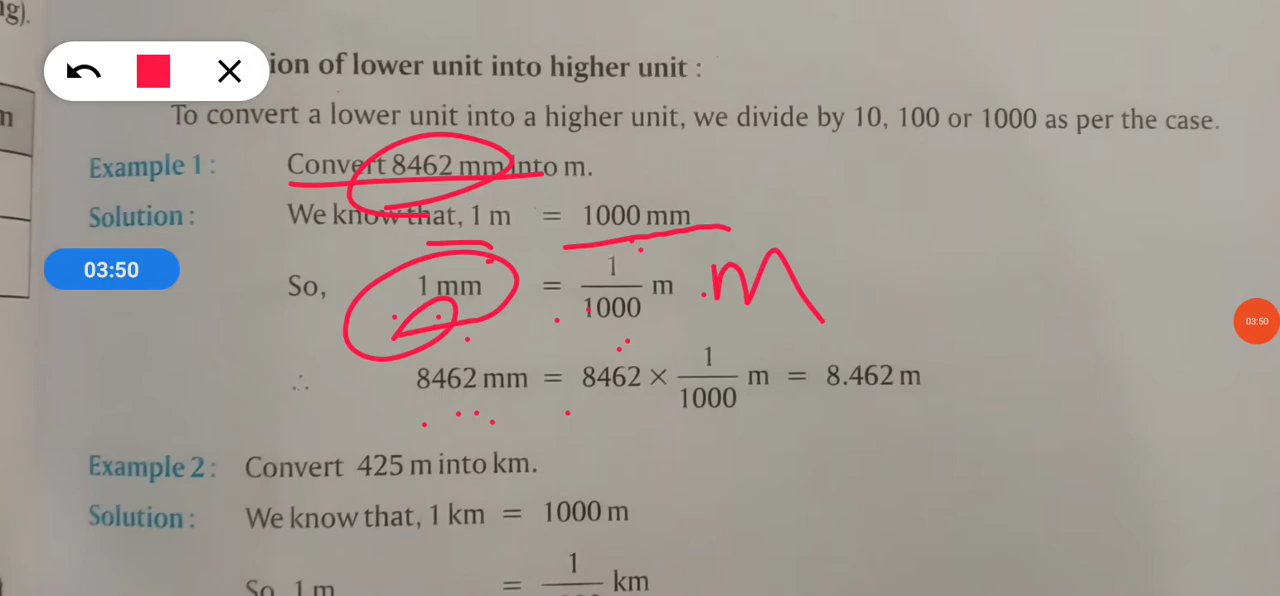 ng).
ion of lower unit into higher unit :
m
To convert a lower unit into a higher unit, we divide by 10, 100 or 1000 as per the case.
Example 1 : Convert 8462 mm into m.
Solution : We know that, 1 m = 1000 mm
03:50
So, 1 mm = 1/1000 m .m
03:50
∴ 8462 mm = 8462 × 1/1000 m = 8.462 m
Example 2 : Convert 425 m into km.
Solution : We know that, 1 km = 1000 m
So, 1 m = 1 km